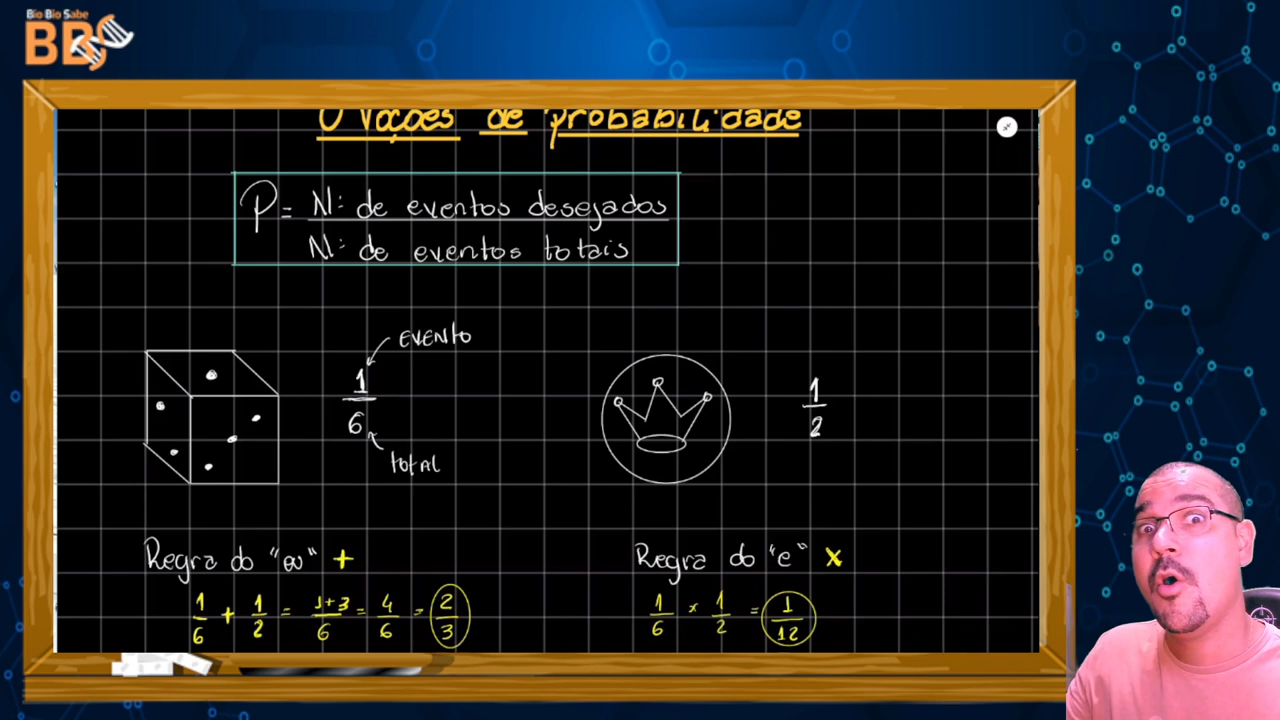 Bio Bio Sabe
BBS
Noções de probabilidade
P = N: de eventos desejados
N: de eventos totais
EVENTO
1
6
TOTAL
1
2
Regra do "ou" +
1/6 + 1/2 = 1+3/6 = 4/6 = 2/3
Regra do "e" x
1/6 x 1/2 = 1/12